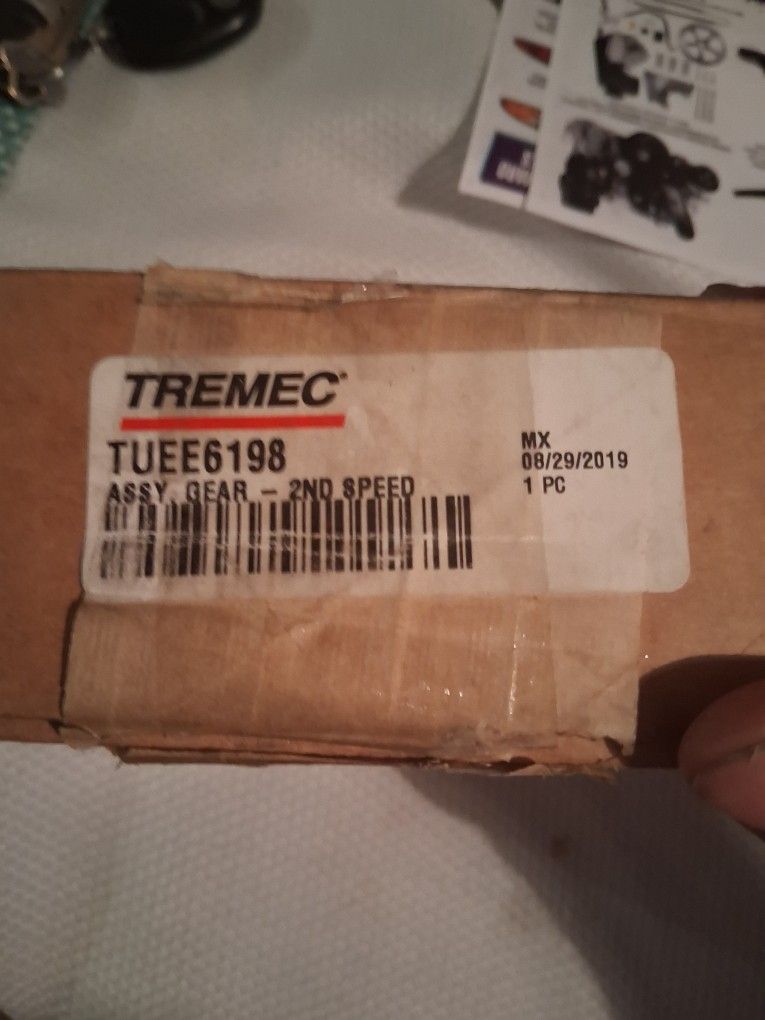 TREMEC
TUEE6198
ASSY, GEAR - 2ND SPEED
MX
08/29/2019
1 PC